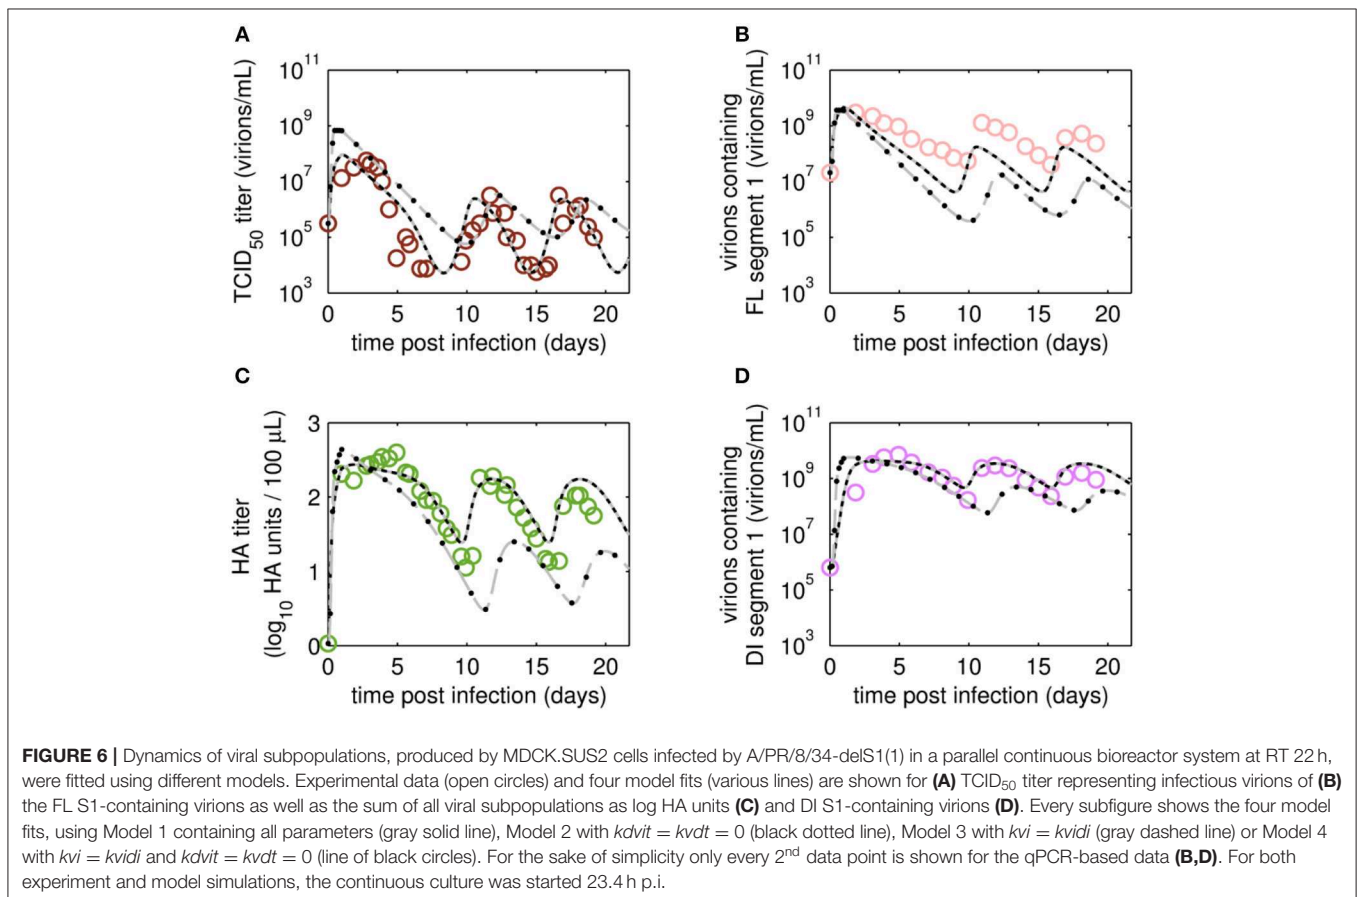 A
TCID50 titer (virions/mL)
10^11
10^9
10^7
10^5
10^3
0 5 10 15 20
time post infection (days)
B
virions containing
FL segment 1 (virions/mL)
10^11
10^9
10^7
10^5
10^3
0 5 10 15 20
time post infection (days)
C
HA titer
(log10 HA units / 100 μL)
3
2
1
0
0 5 10 15 20
time post infection (days)
D
virions containing
DI segment 1 (virions/mL)
10^11
10^9
10^7
10^5
10^3
0 5 10 15 20
time post infection (days)
FIGURE 6 | Dynamics of viral subpopulations, produced by MDCK.SUS2 cells infected by A/PR/8/34-delS1(1) in a parallel continuous bioreactor system at RT 22 h,
were fitted using different models. Experimental data (open circles) and four model fits (various lines) are shown for (A) TCID50 titer representing infectious virions of (B)
the FL S1-containing virions as well as the sum of all viral subpopulations as log HA units (C) and DI S1-containing virions (D). Every subfigure shows the four model
fits, using Model 1 containing all parameters (gray solid line), Model 2 with kdvit = kvdt = 0 (black dotted line), Model 3 with kvi = kvidi (gray dashed line) or Model 4
with kvi = kvidi and kdvit = kvdt = 0 (line of black circles). For the sake of simplicity only every 2nd data point is shown for the qPCR-based data (B,D). For both
experiment and model simulations, the continuous culture was started 23.4 h p.i.